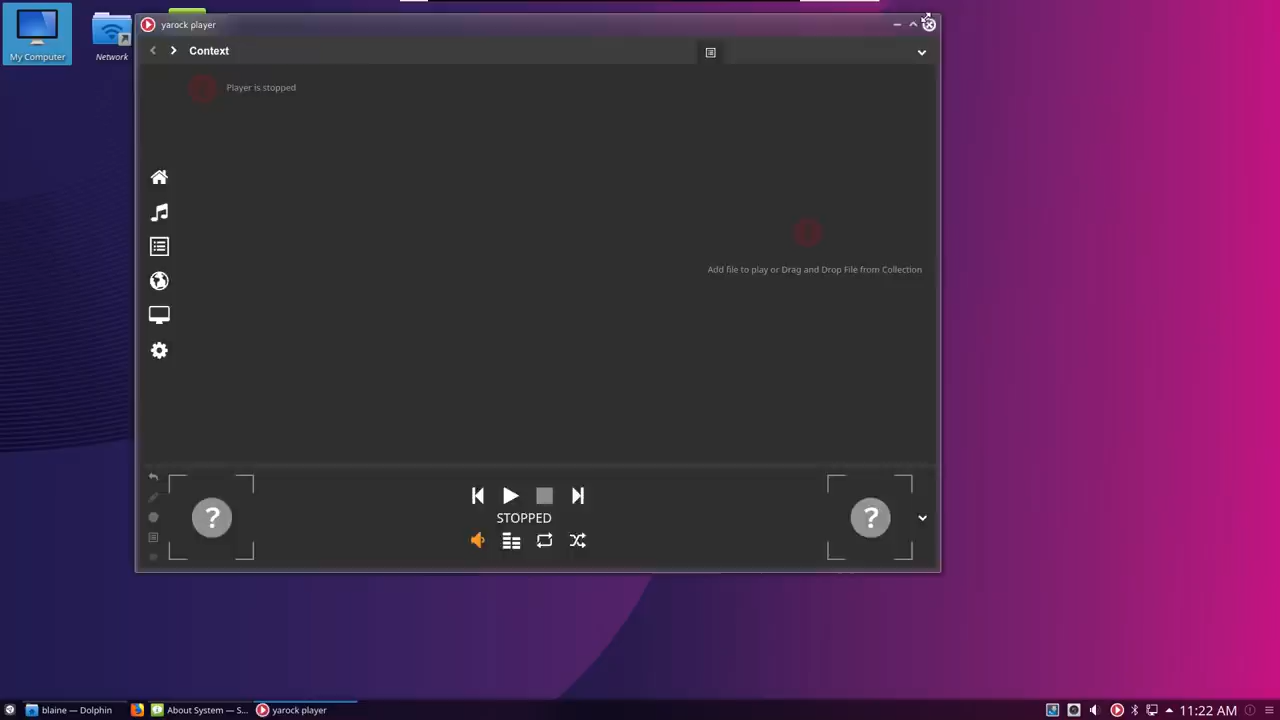 yarock player
My Computer
Network
Context
Player is stopped
Add file to play or Drag and Drop File from Collection
STOPPED
blaine — Dolphin
About System — S...
yarock player
11:22 AM